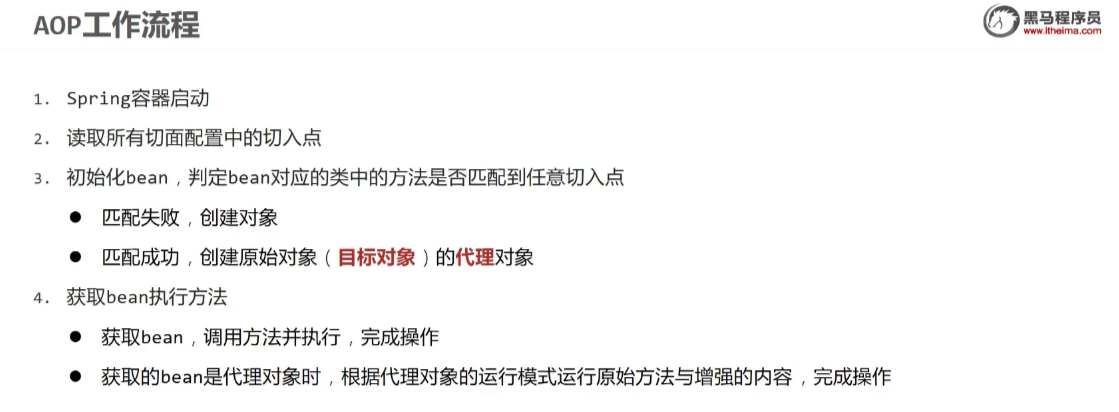 AOP工作流程
黑马程序员
www.itheima.com
1. Spring容器启动
2. 读取所有切面配置中的切入点
3. 初始化bean，判定bean对应的类中的方法是否匹配到任意切入点
● 匹配失败，创建对象
● 匹配成功，创建原始对象（目标对象）的代理对象
4. 获取bean执行方法
● 获取bean，调用方法并执行，完成操作
● 获取的bean是代理对象时，根据代理对象的运行模式运行原始方法与增强的内容，完成操作